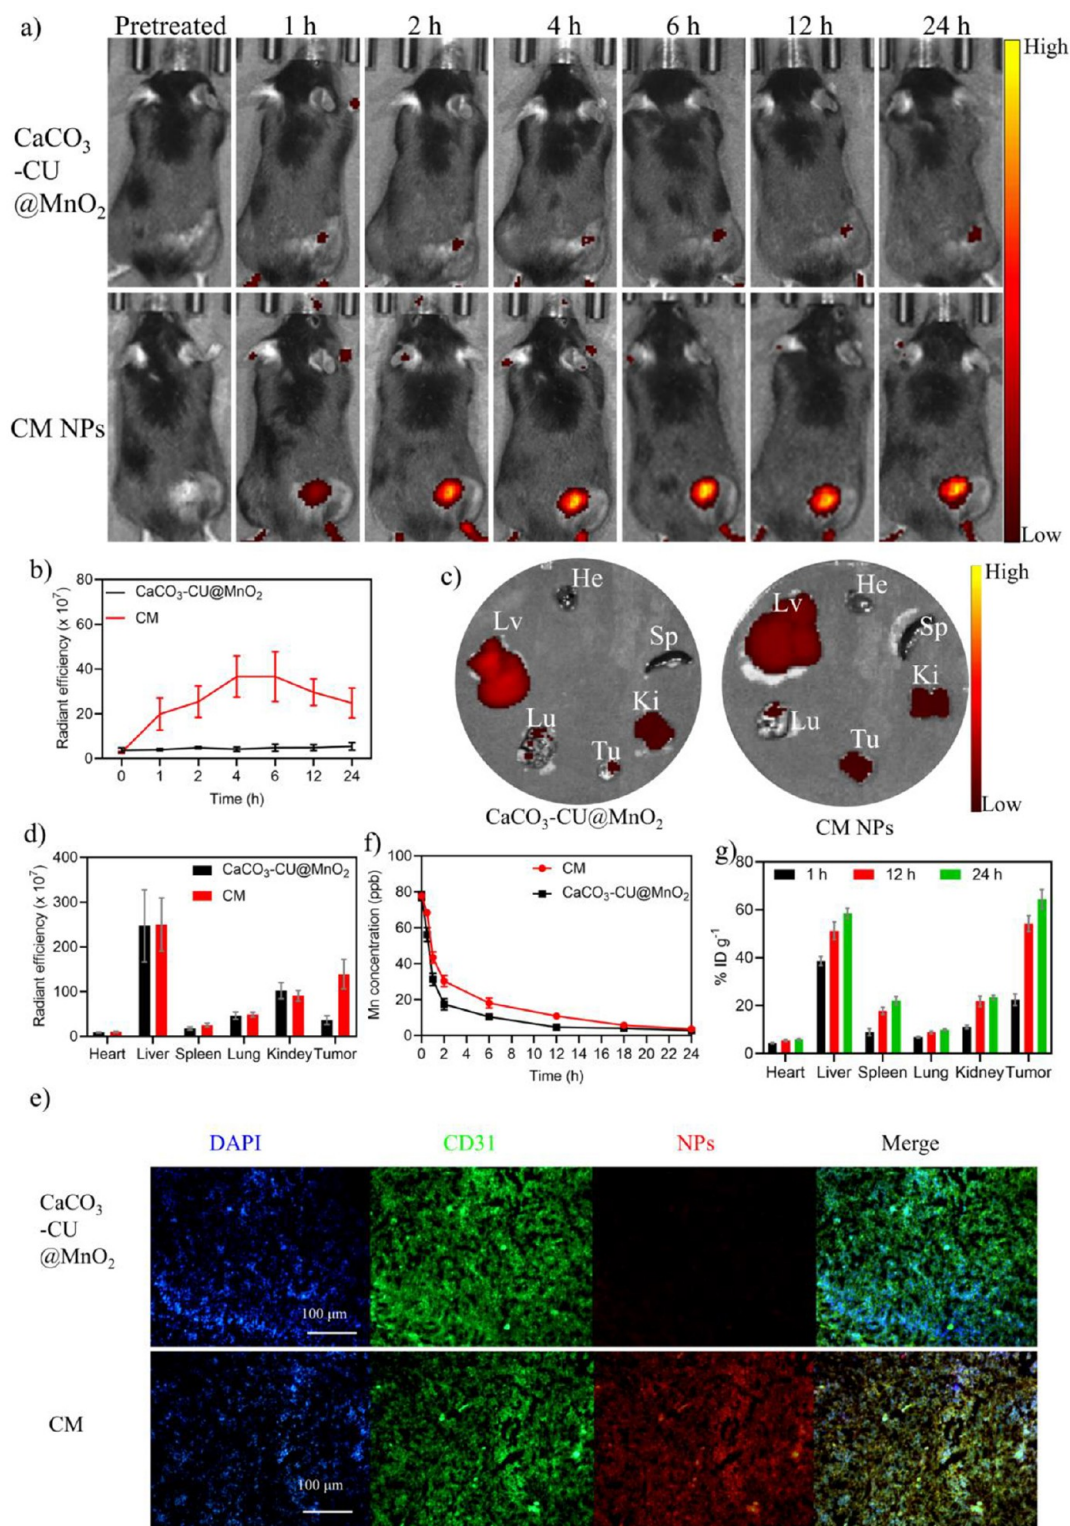 a)
Pretreated 1 h 2 h 4 h 6 h 12 h 24 h
High
CaCO₃
-CU
@MnO₂
CM NPs
Low
b)
CaCO₃-CU@MnO₂
CM
Radiant efficiency (x 10⁷)
80
60
40
20
0
0 1 2 4 6 12 24
Time (h)
c)
He
Lv
Sp
Ki
Lu
Tu
CaCO₃-CU@MnO₂
He
Lv
Sp
Ki
Lu
Tu
CM NPs
High
Low
d)
CaCO₃-CU@MnO₂
CM
Radiant efficiency (x 10⁷)
400
300
200
100
0
Heart Liver Spleen Lung Kindey Tumor
f)
CM
CaCO₃-CU@MnO₂
Mn concentration (ppb)
100
80
60
40
20
0
0 2 4 6 8 10 12 14 16 18 20 22 24
Time (h)
g)
1 h 12 h 24 h
% ID g⁻¹
80
60
40
20
0
Heart Liver Spleen Lung Kidney Tumor
e)
DAPI CD31 NPs Merge
CaCO₃
-CU
@MnO₂
100 μm
CM
100 μm